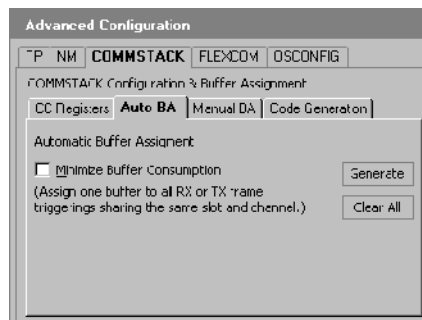 Advanced Configuration
TP NM COMMSTACK FLEXCOM OSCONFIG
COMMSTACK Configuration & Buffer Assignment
CC Registers Auto BA Manual BA Code Generation
Automatic Buffer Assignment
Minimize Buffer Consumption
(Assign one buffer to all RX or TX frame
triggerings sharing the same slot and channel.)
Generate
Clear All